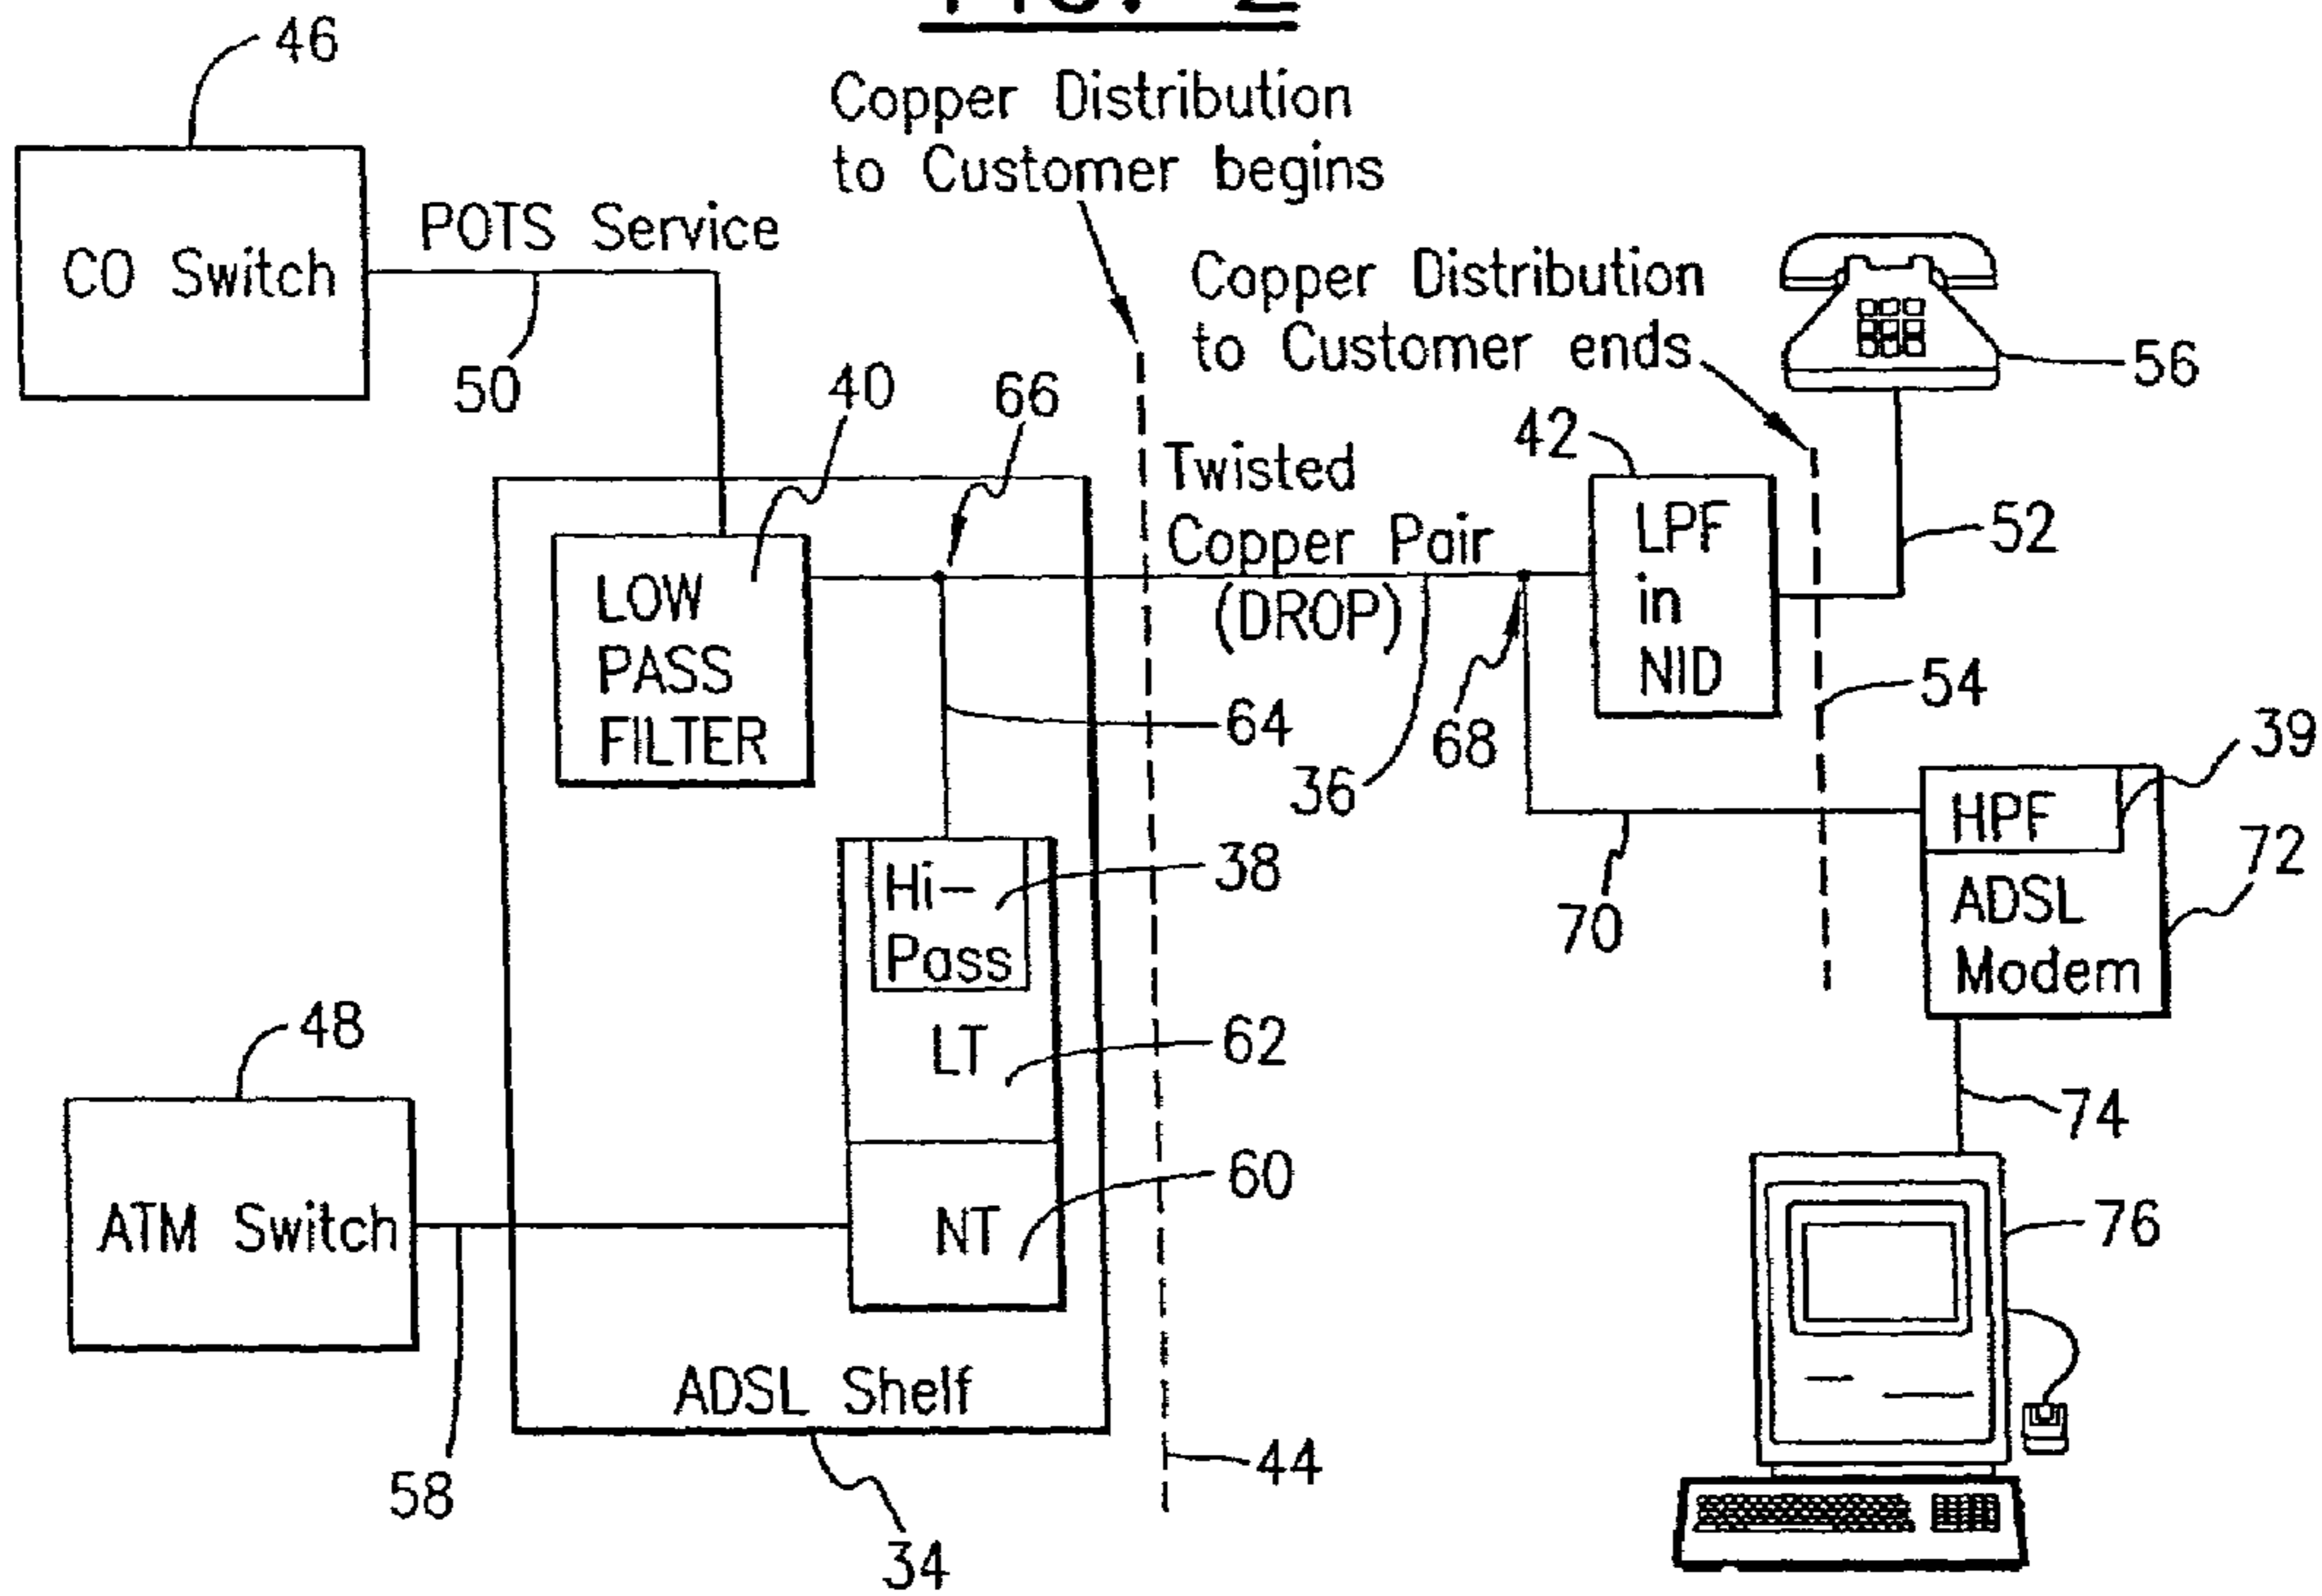 FIG. 2
46
Copper Distribution
to Customer begins
CO Switch
POTS Service
50
Copper Distribution
to Customer ends
56
40
66
42
Twisted
Copper Pair
(DROP)
LPF
in
NID
52
LOW
PASS
FILTER
64
36
68
54
39
HPF
72
ADSL
Modem
70
Hi-
Pass
38
LT
62
48
74
ATM Switch
NT
60
76
ADSL Shelf
58
44
34